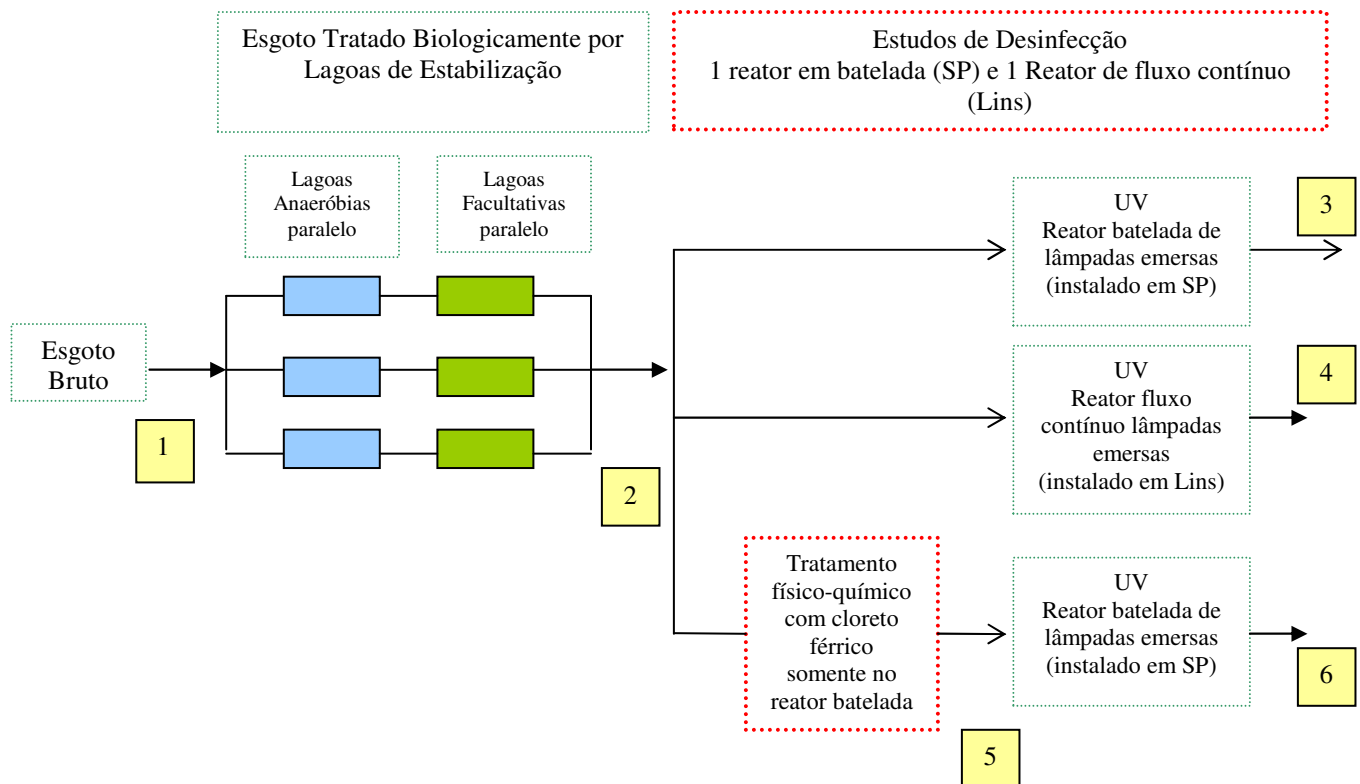 Esgoto Tratado Biologicamente por
Lagoas de Estabilização
Estudos de Desinfecção
1 reator em batelada (SP) e 1 Reator de fluxo contínuo
(Lins)
Lagoas
Anaeróbias
paralelo
Lagoas
Facultativas
paralelo
UV
Reator batelada de
lâmpadas emersas
(instalado em SP)
3
Esgoto
Bruto
1
2
UV
Reator fluxo
contínuo lâmpadas
emersas
(instalado em Lins)
4
Tratamento
físico-químico
com cloreto
férrico
somente no
reator batelada
5
UV
Reator batelada de
lâmpadas emersas
(instalado em SP)
6